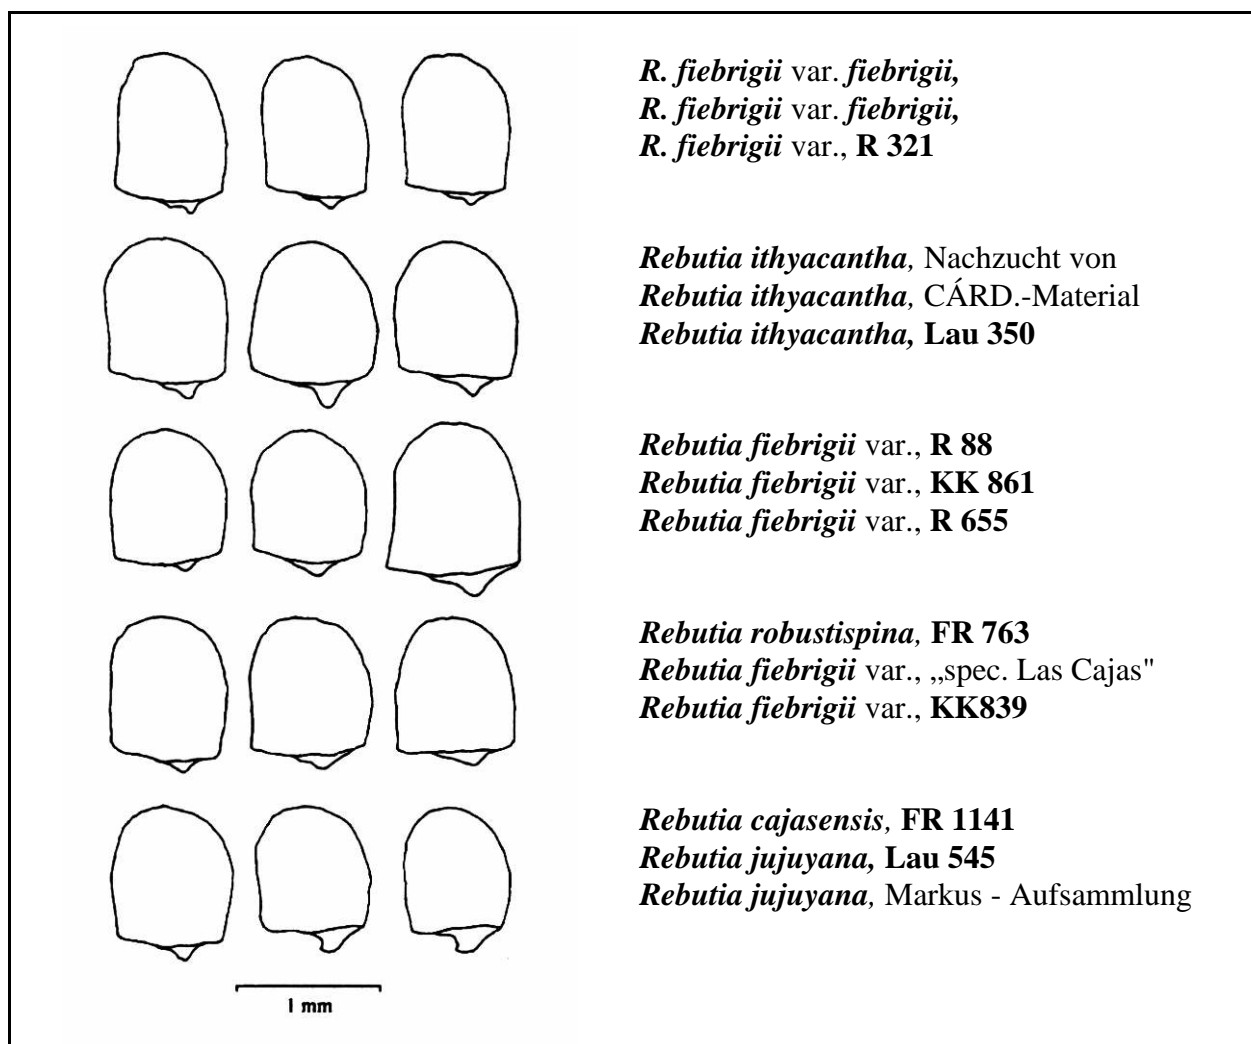 R. fiebrigii var. fiebrigii,
R. fiebrigii var. fiebrigii,
R. fiebrigii var., R 321
Rebutia ithyacantha, Nachzucht von
Rebutia ithyacantha, CÁRD.-Material
Rebutia ithyacantha, Lau 350
Rebutia fiebrigii var., R 88
Rebutia fiebrigii var., KK 861
Rebutia fiebrigii var., R 655
Rebutia robustispina, FR 763
Rebutia fiebrigii var., „spec. Las Cajas"
Rebutia fiebrigii var., KK839
Rebutia cajasensis, FR 1141
Rebutia jujuyana, Lau 545
Rebutia jujuyana, Markus - Aufsammlung
1 mm